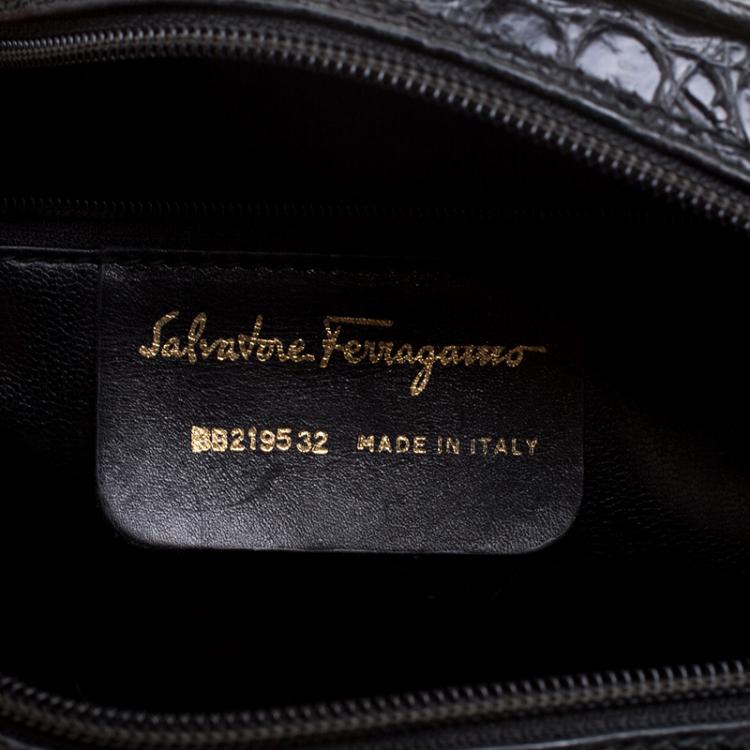 Salvatore Ferragamo
BB219532 MADE IN ITALY